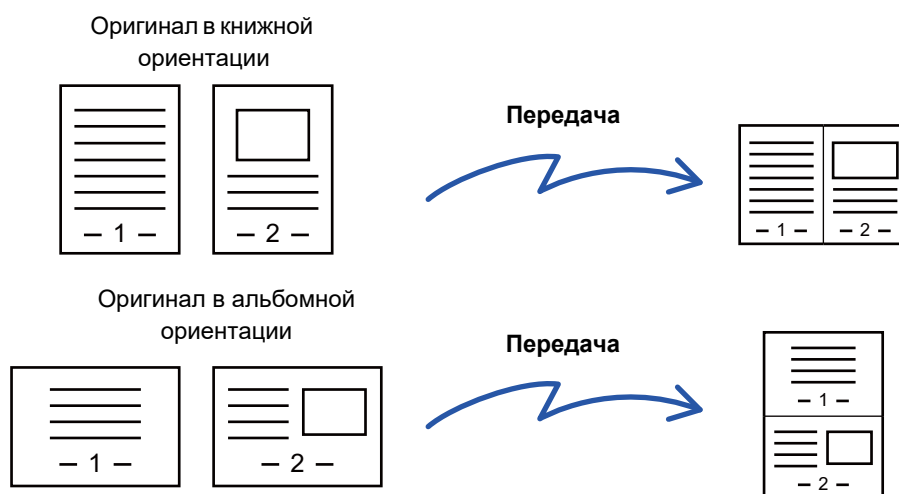 Оригинал в книжной
ориентации
Передача
– 1 –
– 2 –
– 1 –
– 2 –
Оригинал в альбомной
ориентации
Передача
– 1 –
– 2 –
– 1 –
– 2 –